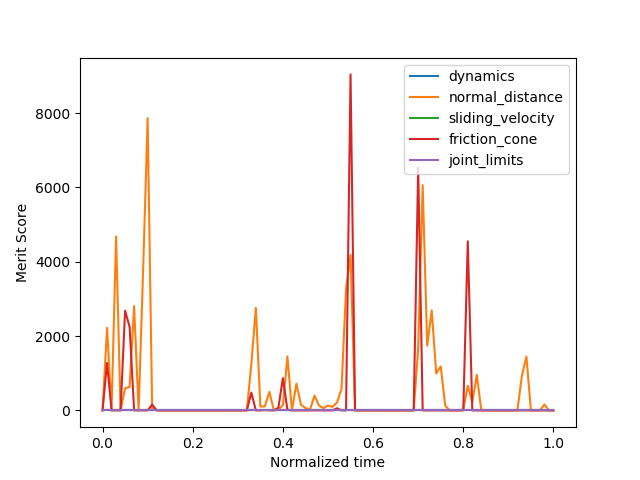 dynamics
normal_distance
sliding_velocity
friction_cone
joint_limits
8000
6000
4000
2000
0
Merit Score
0.0 0.2 0.4 0.6 0.8 1.0
Normalized time